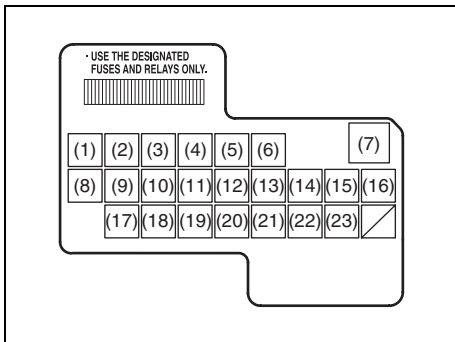 · USE THE DESIGNATED
FUSES AND RELAYS ONLY.
(1) (2) (3) (4) (5) (6) (7)
(8) (9) (10) (11) (12) (13) (14) (15) (16)
(17) (18) (19) (20) (21) (22) (23)